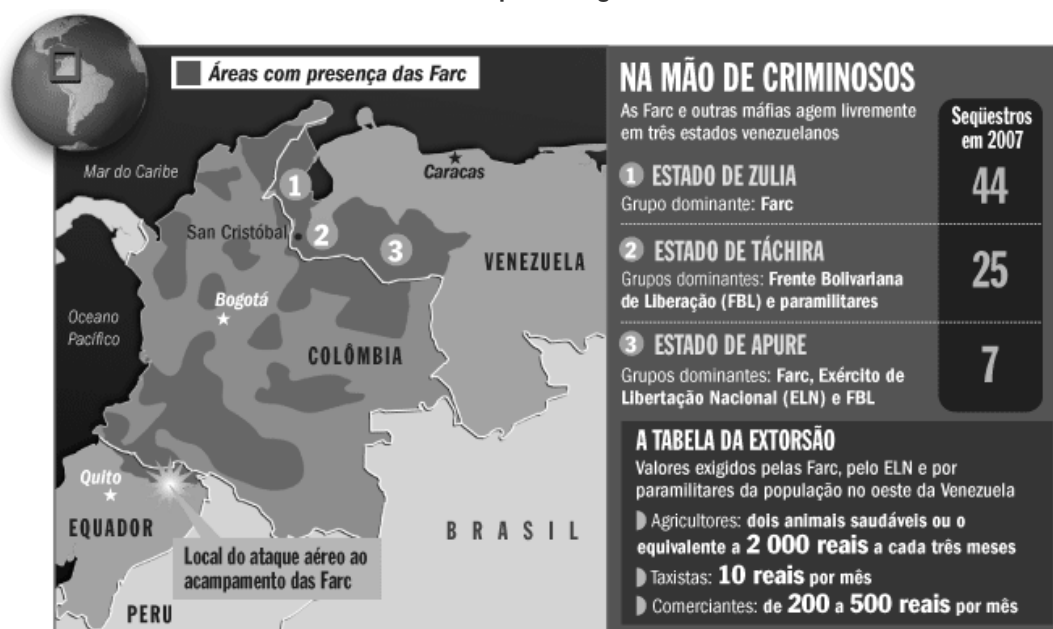 Áreas com presença das Farc
Mar do Caribe
Caracas
San Cristóbal
1
2
3
VENEZUELA
Bogotá
Oceano
Pacífico
COLÔMBIA
Quito
EQUADOR
BRASIL
Local do ataque aéreo ao
acampamento das Farc
PERU
NA MÃO DE CRIMINOSOS
As Farc e outras máfias agem livremente
em três estados venezuelanos
Seqüestros
em 2007
1 ESTADO DE ZULIA
Grupo dominante: Farc
44
2 ESTADO DE TÁCHIRA
Grupos dominantes: Frente Bolivariana
de Liberação (FBL) e paramilitares
25
3 ESTADO DE APURE
Grupos dominantes: Farc, Exército de
Libertação Nacional (ELN) e FBL
7
A TABELA DA EXTORSÃO
Valores exigidos pelas Farc, pelo ELN e por
paramilitares da população no oeste da Venezuela
Agricultores: dois animais saudáveis ou o
equivalente a 2 000 reais a cada três meses
Taxistas: 10 reais por mês
Comerciantes: de 200 a 500 reais por mês